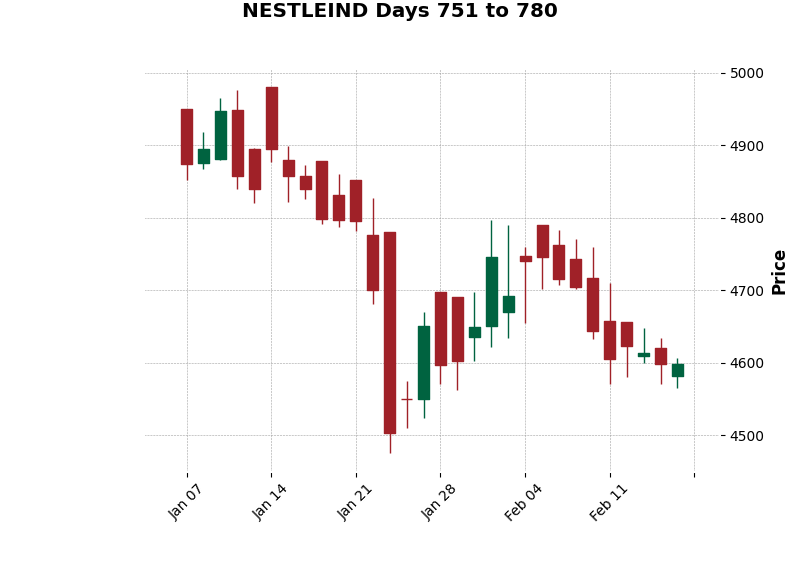 NESTLEIND Days 751 to 780
5000
4900
4800
4700
4600
4500
Price
Jan 07
Jan 14
Jan 21
Jan 28
Feb 04
Feb 11